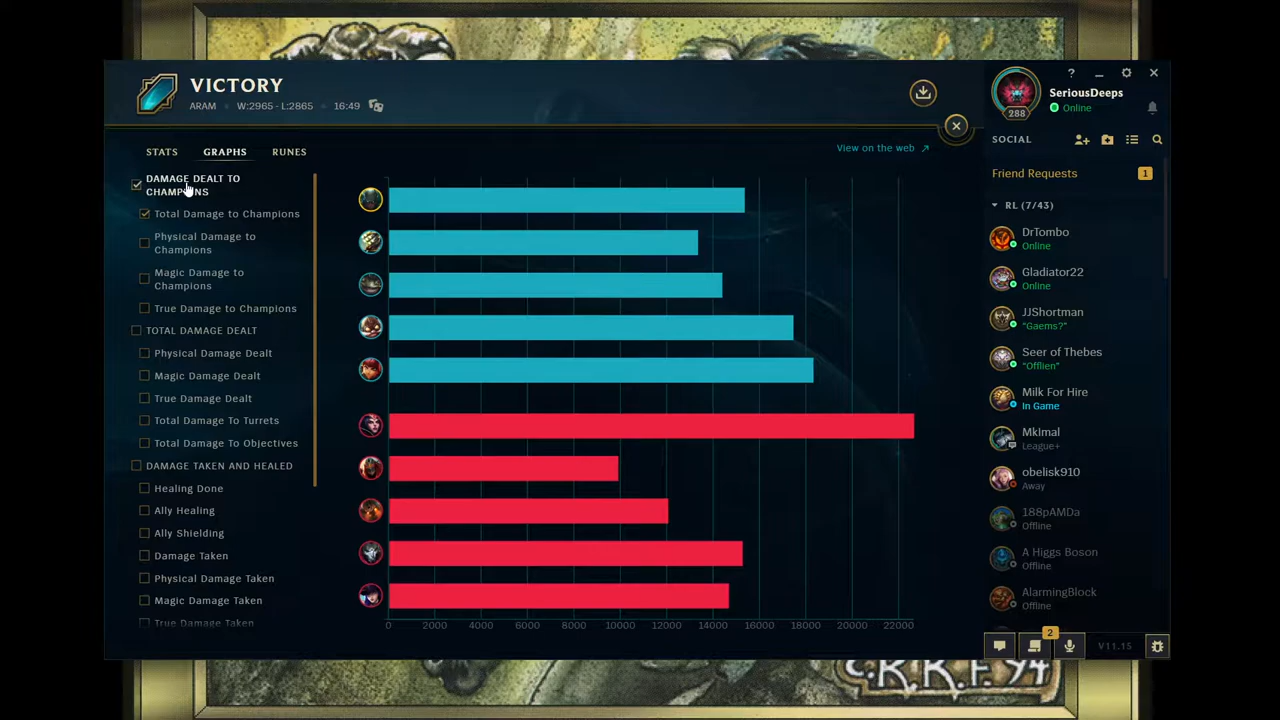 VICTORY
ARAM W:2965 - L:2865 16:49
STATS GRAPHS RUNES
View on the web
DAMAGE DEALT TO
CHAMPIONS
Total Damage to Champions
Physical Damage to
Champions
Magic Damage to
Champions
True Damage to Champions
TOTAL DAMAGE DEALT
Physical Damage Dealt
Magic Damage Dealt
True Damage Dealt
Total Damage To Turrets
Total Damage To Objectives
DAMAGE TAKEN AND HEALED
Healing Done
Ally Healing
Ally Shielding
Damage Taken
Physical Damage Taken
Magic Damage Taken
True Damage Taken
0 2000 4000 6000 8000 10000 12000 14000 16000 18000 20000 22000
?
288
SeriousDeeps
Online
SOCIAL
Friend Requests 1
RL (7/43)
DrTombo
Online
Gladiator22
Online
JJShortman
"Gaems?"
Seer of Thebes
"Offlien"
Milk For Hire
In Game
Mklmal
League+
obelisk910
Away
188pAMDa
Offline
A Higgs Boson
Offline
AlarmingBlock
Offline
2
V11.15
C.R.K.F. 94